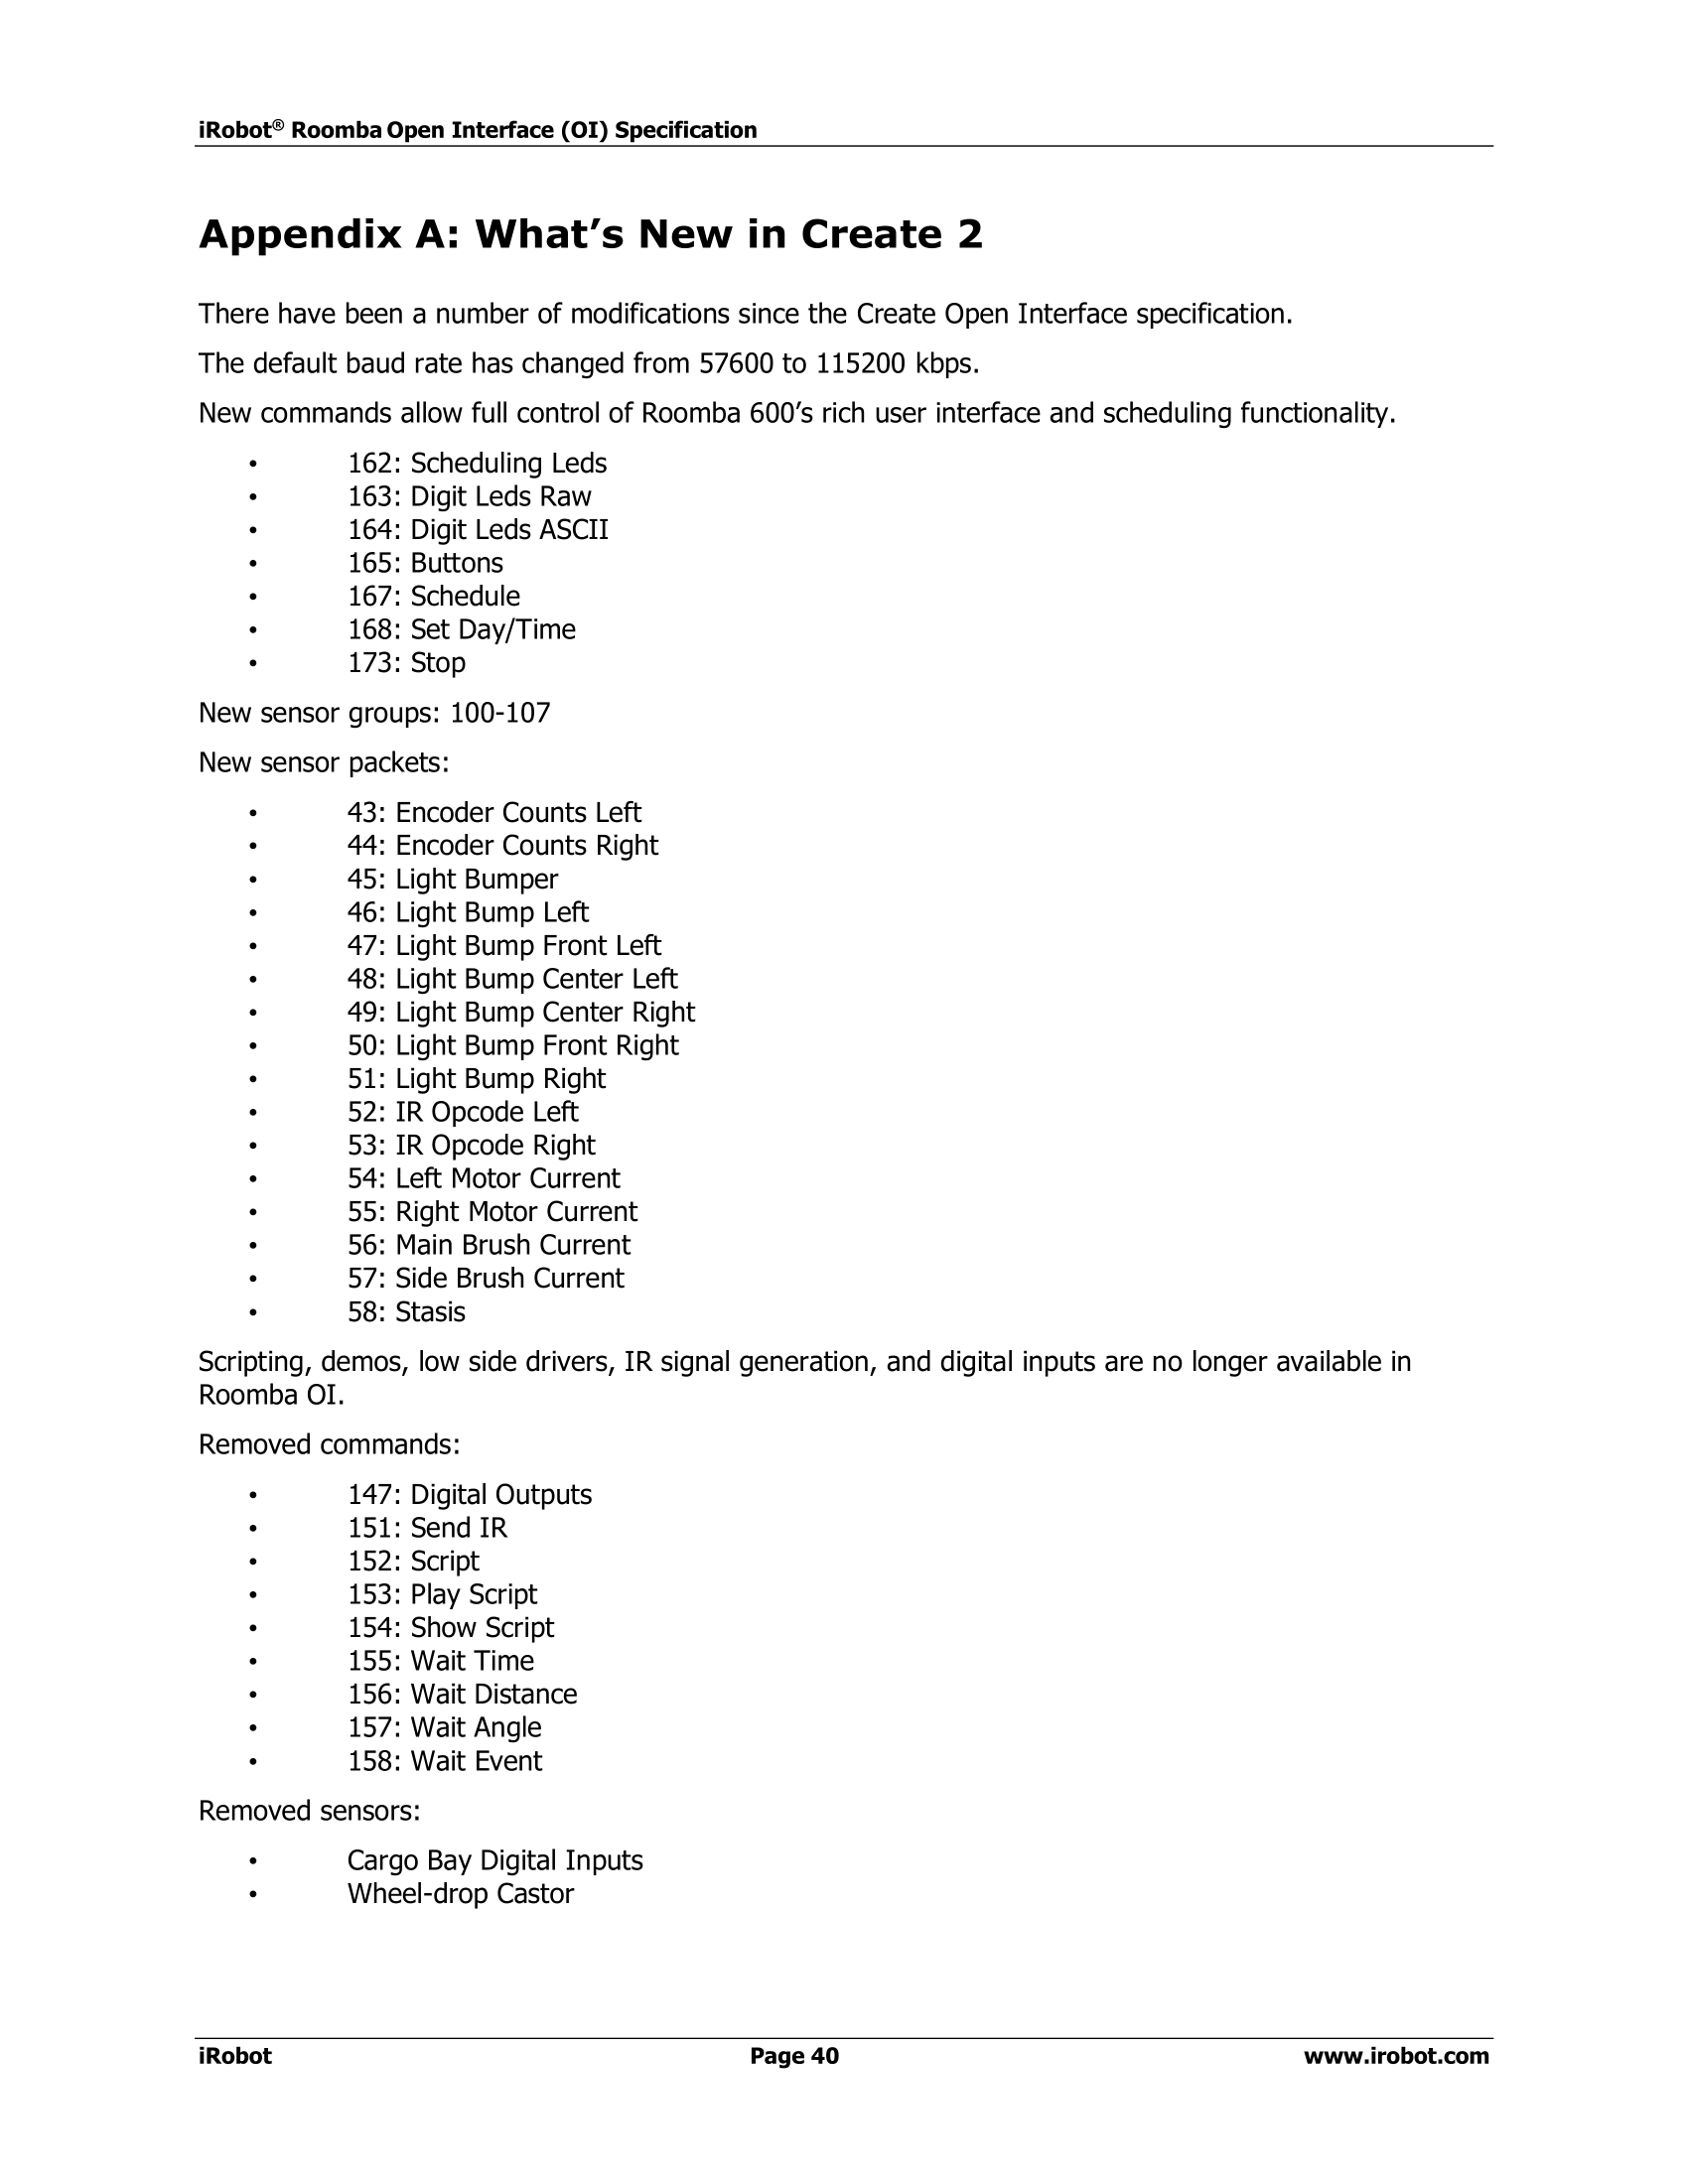 iRobot® Roomba Open Interface (OI) Specification
Appendix A: What’s New in Create 2
There have been a number of modifications since the Create Open Interface specification.
The default baud rate has changed from 57600 to 115200 kbps.
New commands allow full control of Roomba 600’s rich user interface and scheduling functionality.
• 162: Scheduling Leds
• 163: Digit Leds Raw
• 164: Digit Leds ASCII
• 165: Buttons
• 167: Schedule
• 168: Set Day/Time
• 173: Stop
New sensor groups: 100-107
New sensor packets:
• 43: Encoder Counts Left
• 44: Encoder Counts Right
• 45: Light Bumper
• 46: Light Bump Left
• 47: Light Bump Front Left
• 48: Light Bump Center Left
• 49: Light Bump Center Right
• 50: Light Bump Front Right
• 51: Light Bump Right
• 52: IR Opcode Left
• 53: IR Opcode Right
• 54: Left Motor Current
• 55: Right Motor Current
• 56: Main Brush Current
• 57: Side Brush Current
• 58: Stasis
Scripting, demos, low side drivers, IR signal generation, and digital inputs are no longer available in
Roomba OI.
Removed commands:
• 147: Digital Outputs
• 151: Send IR
• 152: Script
• 153: Play Script
• 154: Show Script
• 155: Wait Time
• 156: Wait Distance
• 157: Wait Angle
• 158: Wait Event
Removed sensors:
• Cargo Bay Digital Inputs
• Wheel-drop Castor
iRobot Page 40 www.irobot.com